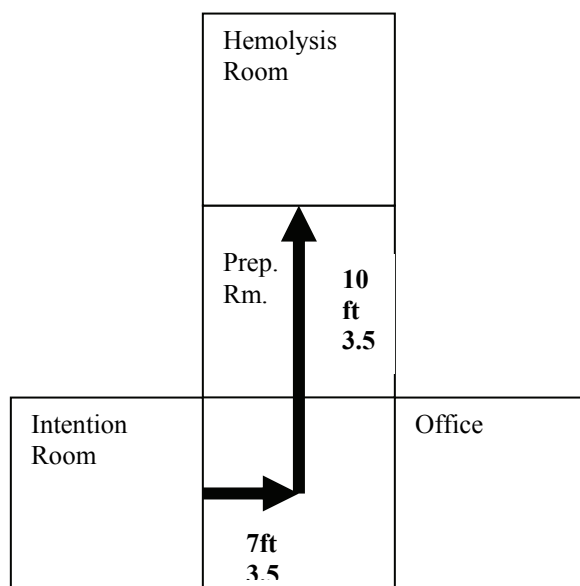 Hemolysis
Room
Prep.
Rm.
10
ft
3.5
Intention
Room
Office
7ft
3.5